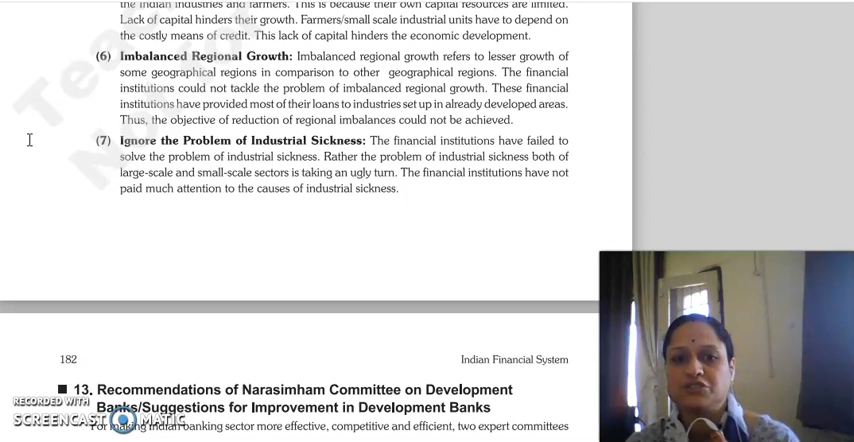 the Indian industries and farmers. This is because their own capital resources are limited.
Lack of capital hinders their growth. Farmers/small scale industrial units have to depend on
the costly means of credit. This lack of capital hinders the economic development.
(6) Imbalanced Regional Growth: Imbalanced regional growth refers to lesser growth of
some geographical regions in comparison to other geographical regions. The financial
institutions could not tackle the problem of imbalanced regional growth. These financial
institutions have provided most of their loans to industries set up in already developed areas.
Thus, the objective of reduction of regional imbalances could not be achieved.
(7) Ignore the Problem of Industrial Sickness: The financial institutions have failed to
solve the problem of industrial sickness. Rather the problem of industrial sickness both of
large-scale and small-scale sectors is taking an ugly turn. The financial institutions have not
paid much attention to the causes of industrial sickness.
182 Indian Financial System
13. Recommendations of Narasimham Committee on Development
Banks/Suggestions for Improvement in Development Banks
For making Indian banking sector more effective, competitive and efficient, two expert committees
RECORDED WITH
SCREENCAST MATIC